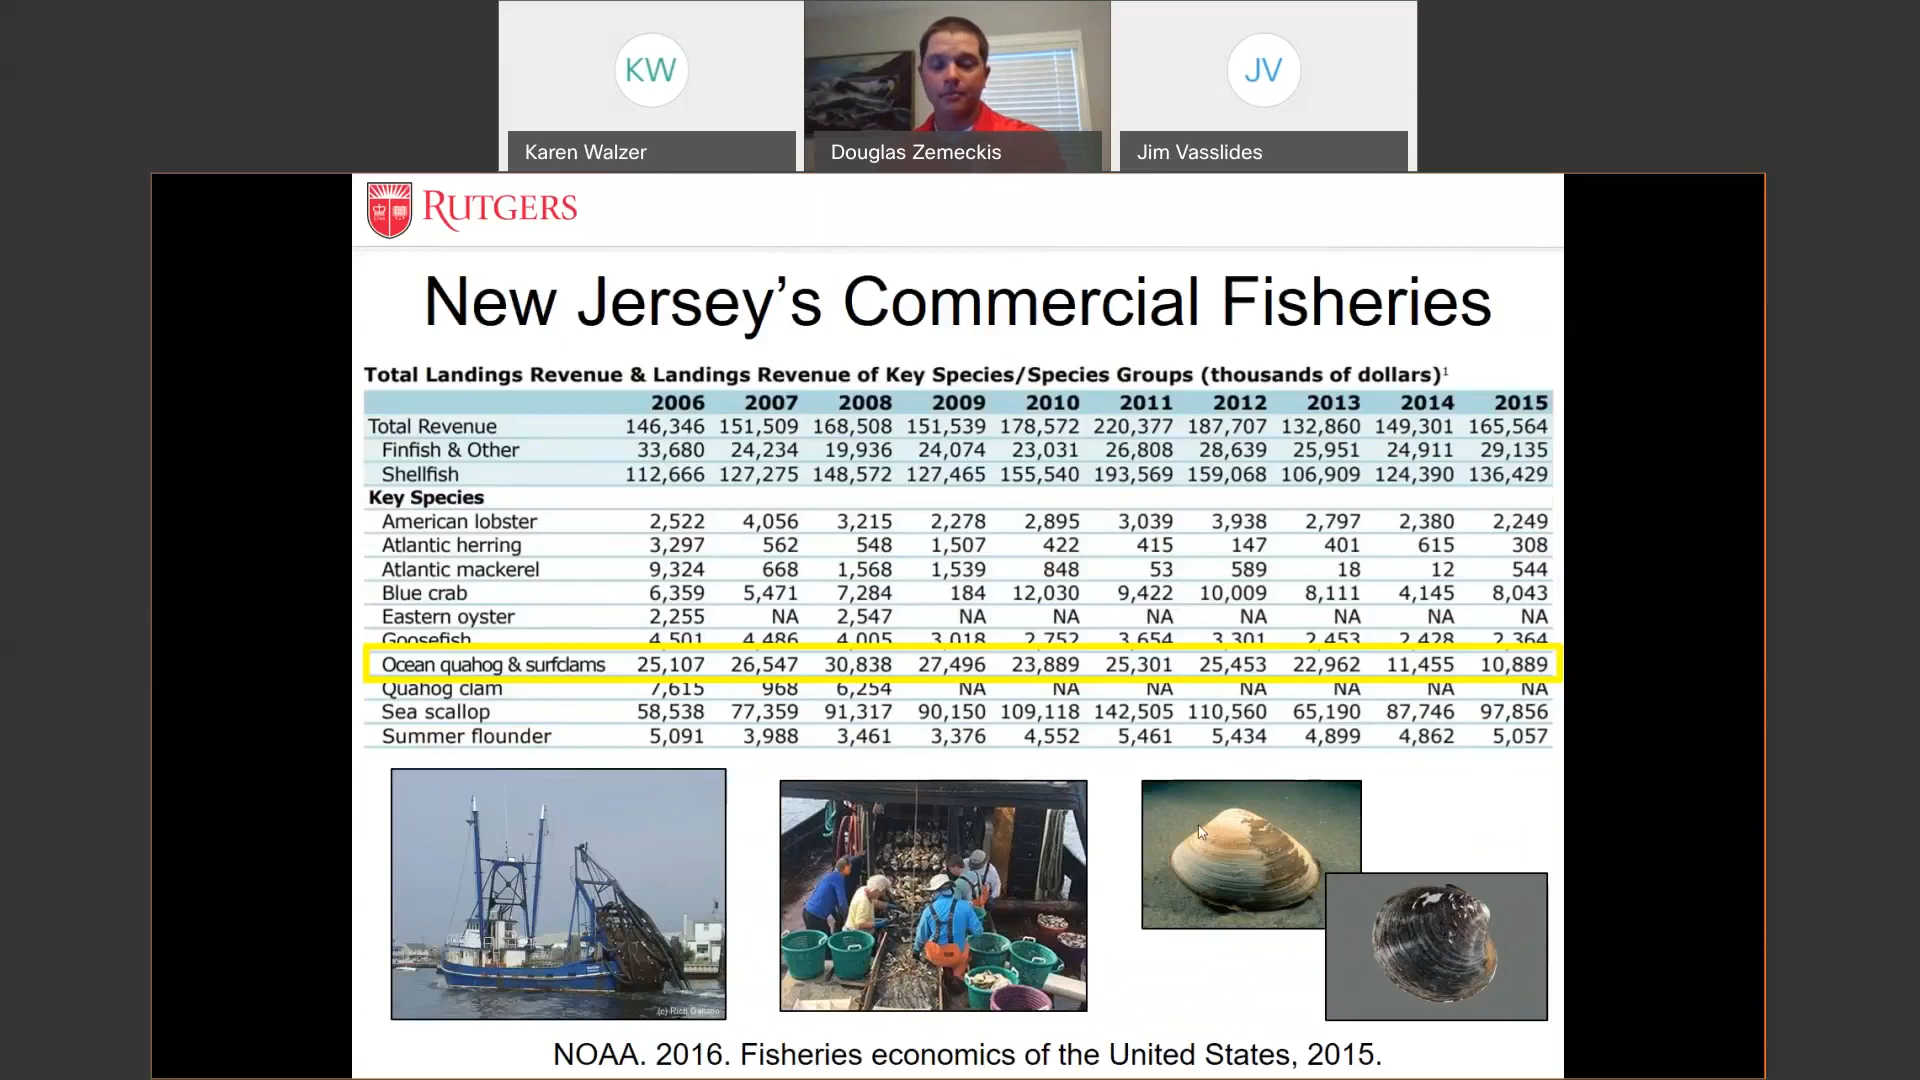 KW
JV
Karen Walzer
Douglas Zemeckis
Jim Vasslides
RUTGERS
New Jersey's Commercial Fisheries
Total Landings Revenue & Landings Revenue of Key Species/Species Groups (thousands of dollars)¹
2006 2007 2008 2009 2010 2011 2012 2013 2014 2015
Total Revenue 146,346 151,509 168,508 151,539 178,572 220,377 187,707 132,860 149,301 165,564
Finfish & Other 33,680 24,234 19,936 24,074 23,031 26,808 28,639 25,951 24,911 29,135
Shellfish 112,666 127,275 148,572 127,465 155,540 193,569 159,068 106,909 124,390 136,429
Key Species
American lobster 2,522 4,056 3,215 2,278 2,895 3,039 3,938 2,797 2,380 2,249
Atlantic herring 3,297 562 548 1,507 422 415 147 401 615 308
Atlantic mackerel 9,324 668 1,568 1,539 848 53 589 18 12 544
Blue crab 6,359 5,471 7,284 184 12,030 9,422 10,009 8,111 4,145 8,043
Eastern oyster 2,255 NA 2,547 NA NA NA NA NA NA NA
Goosefish 4,501 4,486 4,005 3,018 2,752 3,654 3,301 2,453 2,428 2,364
Ocean quahog & surfclams 25,107 26,547 30,838 27,496 23,889 25,301 25,453 22,962 11,455 10,889
Quahog clam 7,615 968 6,254 NA NA NA NA NA NA NA
Sea scallop 58,538 77,359 91,317 90,150 109,118 142,505 110,560 65,190 87,746 97,856
Summer flounder 5,091 3,988 3,461 3,376 4,552 5,461 5,434 4,899 4,862 5,057
(c) Rich Galiano
NOAA. 2016. Fisheries economics of the United States, 2015.